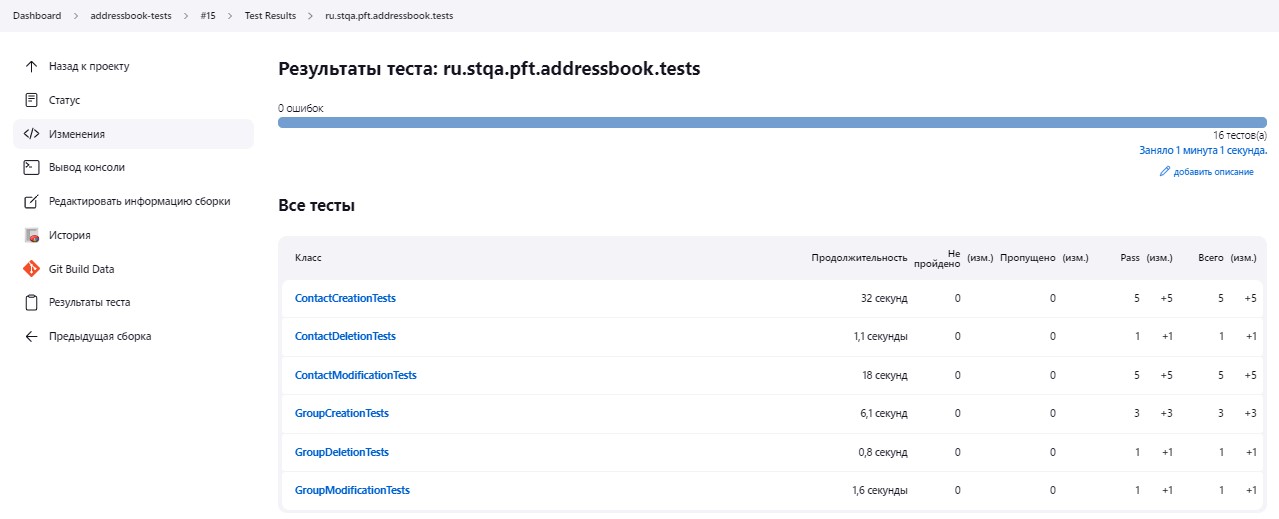 Dashboard > addressbook-tests > #15 > Test Results > ru.stqa.pft.addressbook.tests
Назад к проекту
Статус
Изменения
Вывод консоли
Редактировать информацию сборки
История
Git Build Data
Результаты теста
Предыдущая сборка
Результаты теста: ru.stqa.pft.addressbook.tests
0 ошибок
16 тестов(а)
Заняло 1 минута 1 секунда.
добавить описание
Все тесты
Класс Продолжительность Не пройдено (изм.) Пропущено (изм.) Pass (изм.) Всего (изм.)
ContactCreationTests 32 секунд 0 0 5 +5 5 +5
ContactDeletionTests 1,1 секунды 0 0 1 +1 1 +1
ContactModificationTests 18 секунд 0 0 5 +5 5 +5
GroupCreationTests 6,1 секунд 0 0 3 +3 3 +3
GroupDeletionTests 0,8 секунд 0 0 1 +1 1 +1
GroupModificationTests 1,6 секунды 0 0 1 +1 1 +1